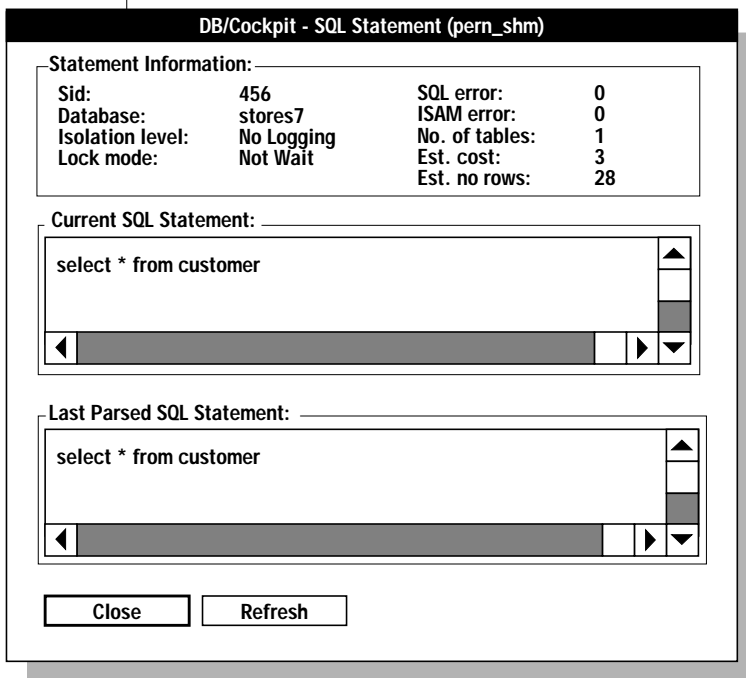 DB/Cockpit - SQL Statement (pern_shm)
Statement Information:
Sid: 456 SQL error: 0
Database: stores7 ISAM error: 0
Isolation level: No Logging No. of tables: 1
Lock mode: Not Wait Est. cost: 3
Est. no rows: 28
Current SQL Statement:
select * from customer
Last Parsed SQL Statement:
select * from customer
Close Refresh